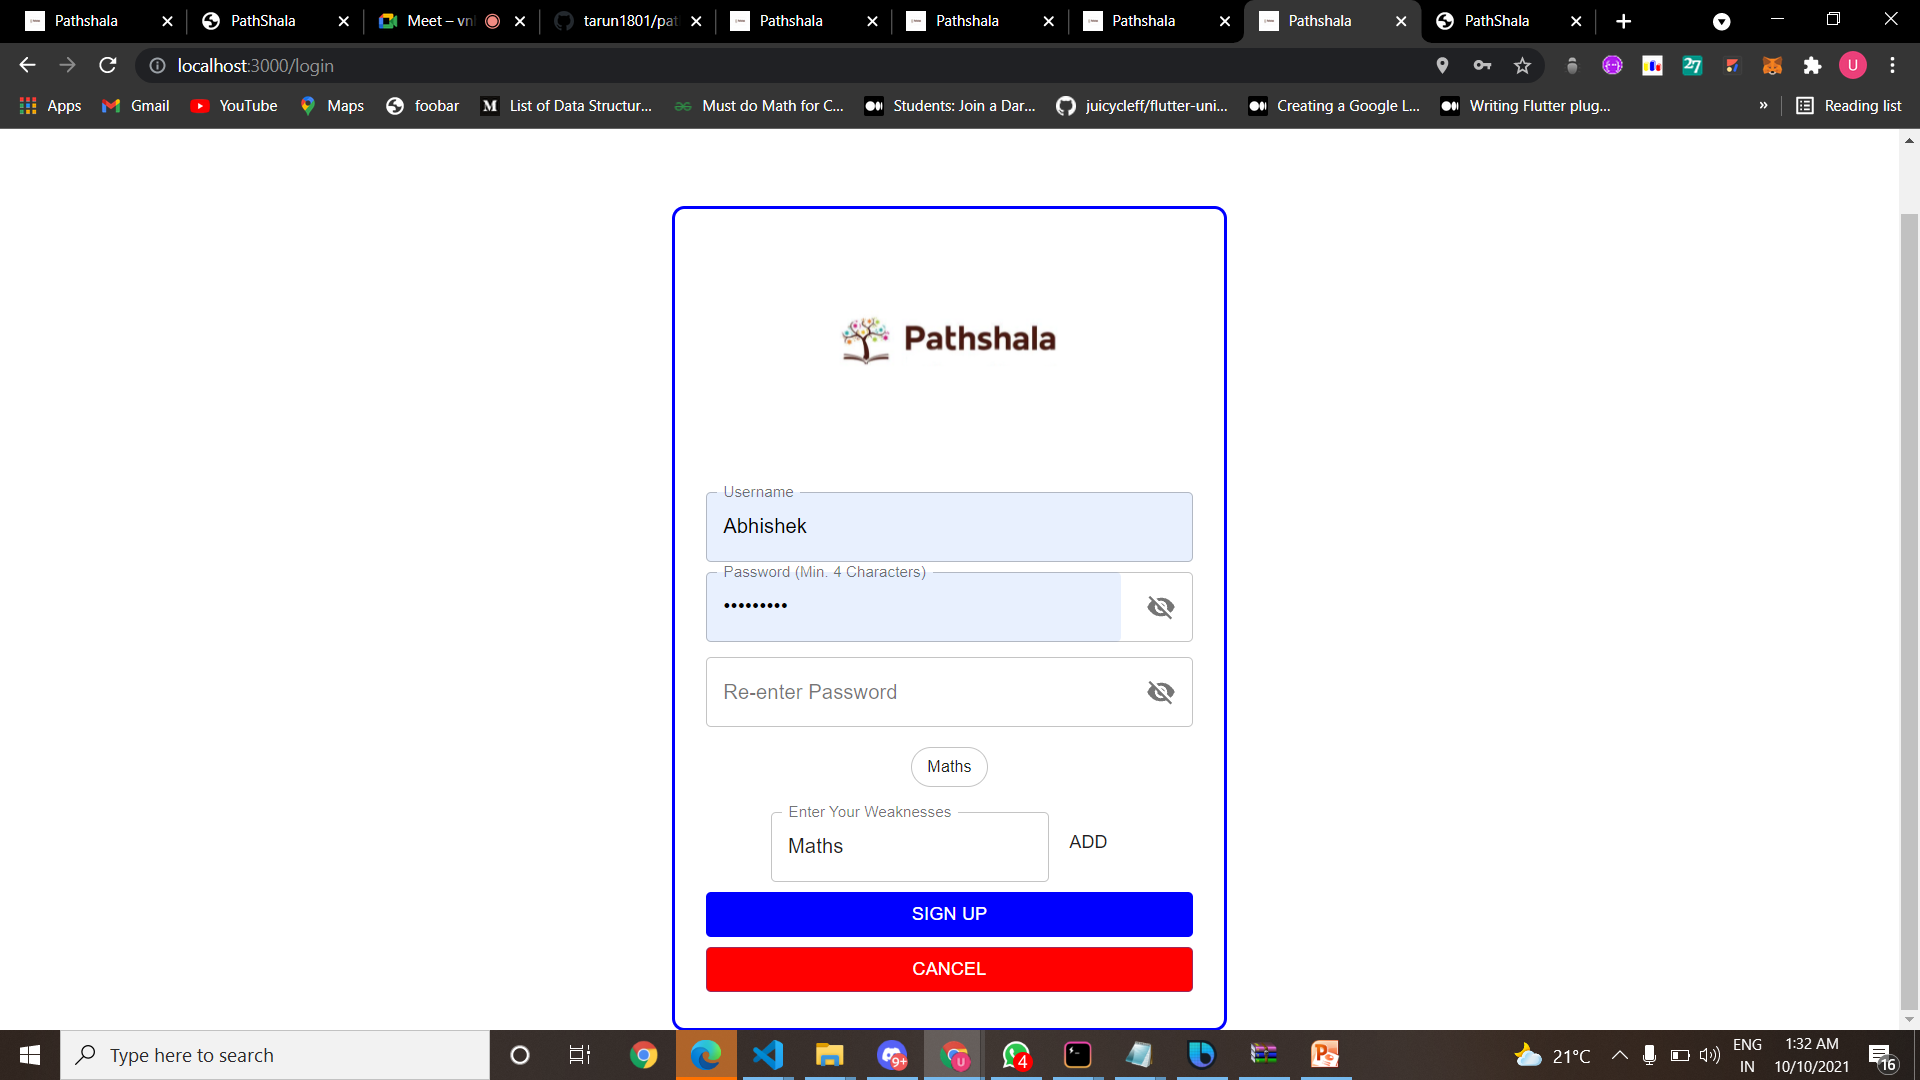 Pathshala PathShala Meet – vn tarun1801/pat Pathshala Pathshala Pathshala Pathshala PathShala
localhost:3000/login U
Apps Gmail YouTube Maps foobar List of Data Structur... Must do Math for C... Students: Join a Dar... juicycleff/flutter-uni... Creating a Google L... Writing Flutter plug... » Reading list
Pathshala
Username
Abhishek
Password (Min. 4 Characters)
•••••••••
Re-enter Password
Maths
Enter Your Weaknesses
Maths
ADD
SIGN UP
CANCEL
Type here to search 9+ U 4 21°C ENG IN 1:32 AM 10/10/2021 16